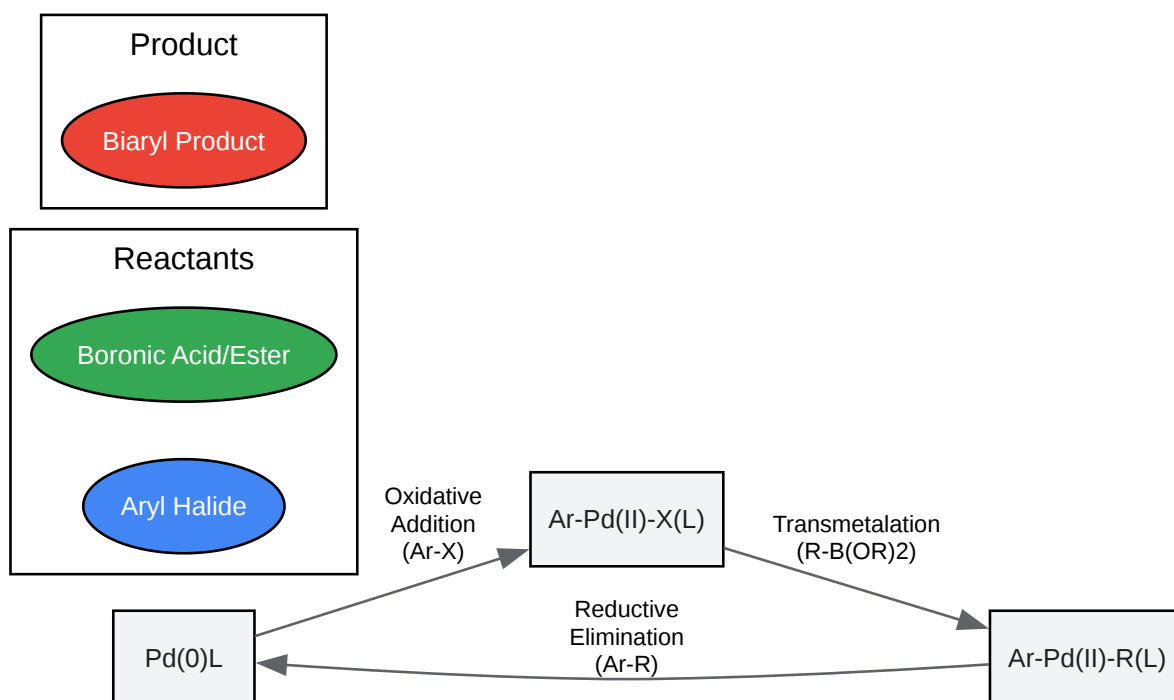 Product
Biaryl Product
Reactants
Boronic Acid/Ester
Aryl Halide
Oxidative
Addition
(Ar-X)
Ar-Pd(II)-X(L)
Transmetalation
(R-B(OR)2)
Reductive
Elimination
(Ar-R)
Pd(0)L
Ar-Pd(II)-R(L)